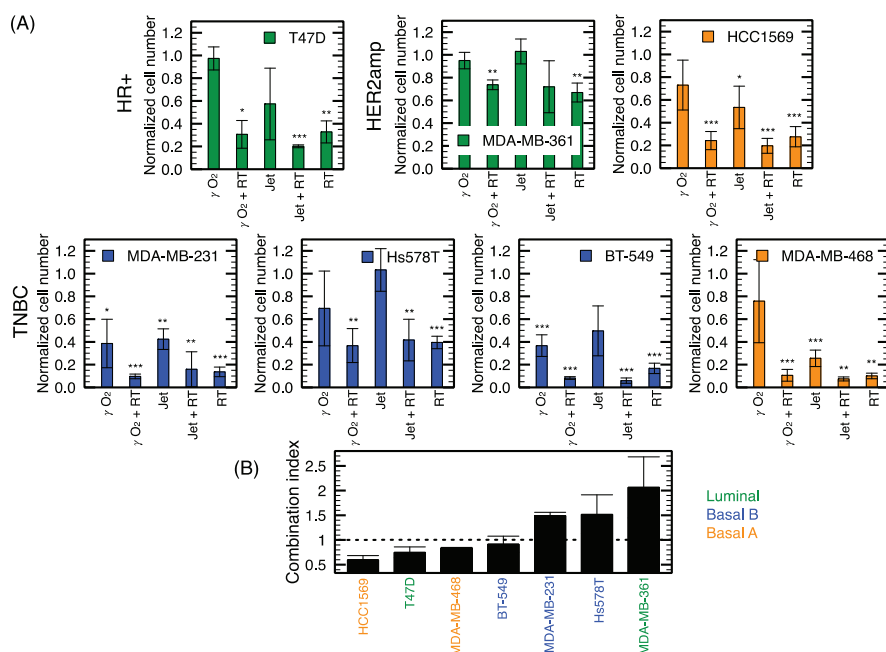 (A)
HR+
Normalized cell number
1.2
1.0
0.8
0.6
0.4
0.2
0.0
T47D
γ O₂
γ O₂ + RT
Jet
Jet + RT
RT
*
***
**
HER2amp
Normalized cell number
1.2
1.0
0.8
0.6
0.4
0.2
0.0
MDA-MB-361
γ O₂
γ O₂ + RT
Jet
Jet + RT
RT
**
**
Normalized cell number
1.2
1.0
0.8
0.6
0.4
0.2
0.0
HCC1569
γ O₂
γ O₂ + RT
Jet
Jet + RT
RT
***
*
***
***
TNBC
Normalized cell number
1.2
1.0
0.8
0.6
0.4
0.2
0.0
MDA-MB-231
γ O₂
γ O₂ + RT
Jet
Jet + RT
RT
*
***
**
**
***
Normalized cell number
1.2
1.0
0.8
0.6
0.4
0.2
0.0
Hs578T
γ O₂
γ O₂ + RT
Jet
Jet + RT
RT
**
**
***
Normalized cell number
1.2
1.0
0.8
0.6
0.4
0.2
0.0
BT-549
γ O₂
γ O₂ + RT
Jet
Jet + RT
RT
***
***
***
***
Normalized cell number
1.2
1.0
0.8
0.6
0.4
0.2
0.0
MDA-MB-468
γ O₂
γ O₂ + RT
Jet
Jet + RT
RT
***
***
**
**
(B)
Combination index
2.5
2
1.5
1
0.5
HCC1569
T47D
MDA-MB-468
BT-549
MDA-MB-231
Hs578T
MDA-MB-361
Luminal
Basal B
Basal A